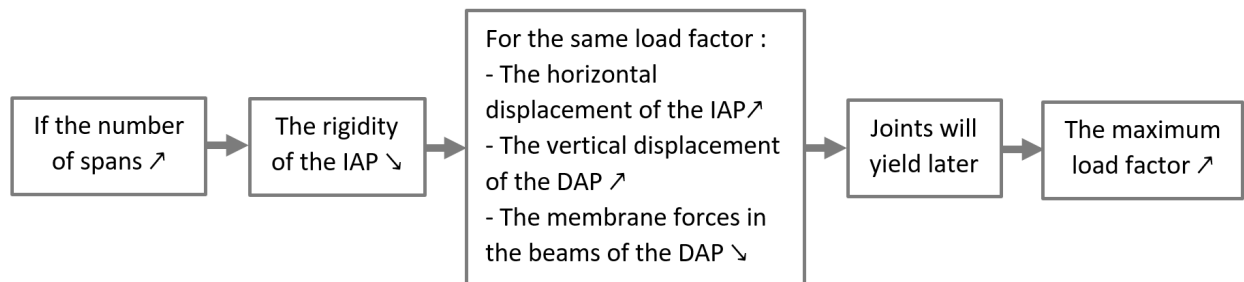 If the number
of spans ↗
The rigidity
of the IAP ↘
For the same load factor :
- The horizontal
displacement of the IAP↗
- The vertical displacement
of the DAP ↗
- The membrane forces in
the beams of the DAP ↘
Joints will
yield later
The maximum
load factor ↗